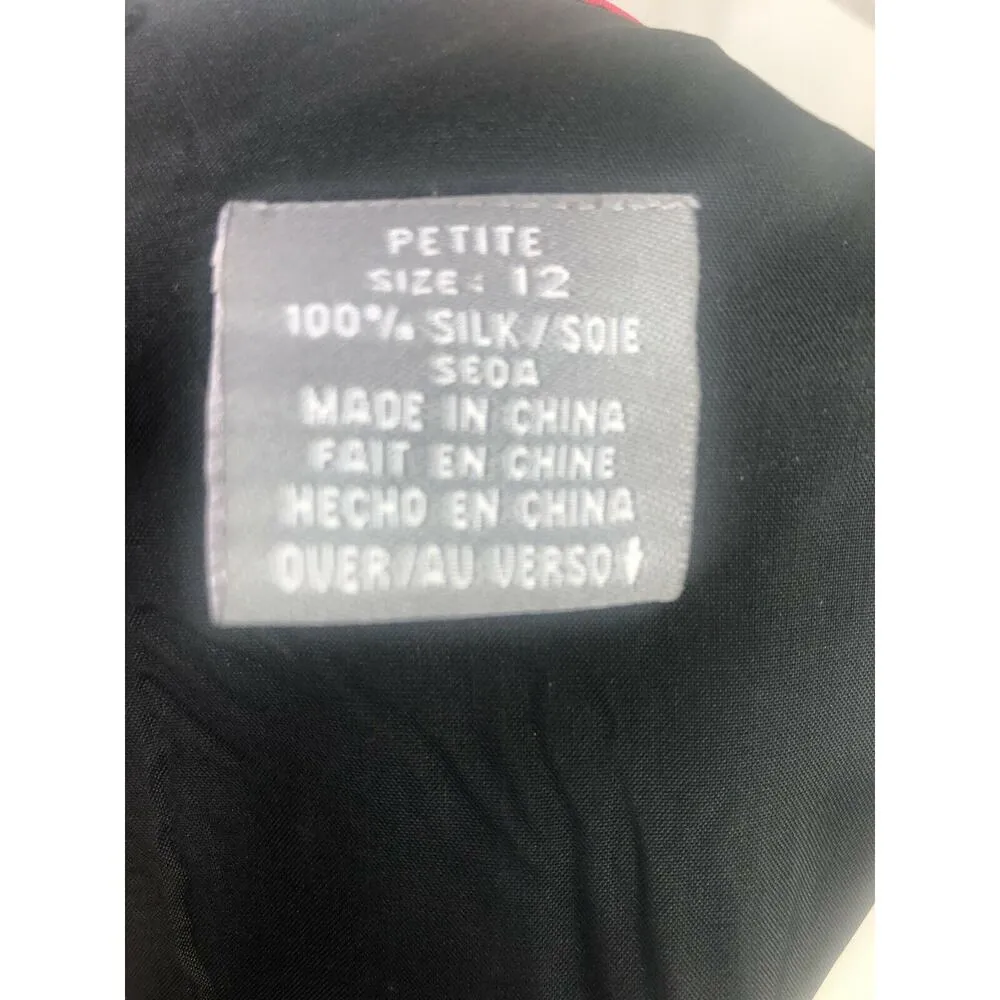 PETITE
SIZE: 12
100% SILK/SOIE
SEDA
MADE IN CHINA
FAIT EN CHINE
HECHO EN CHINA
OVER/AU VERSO